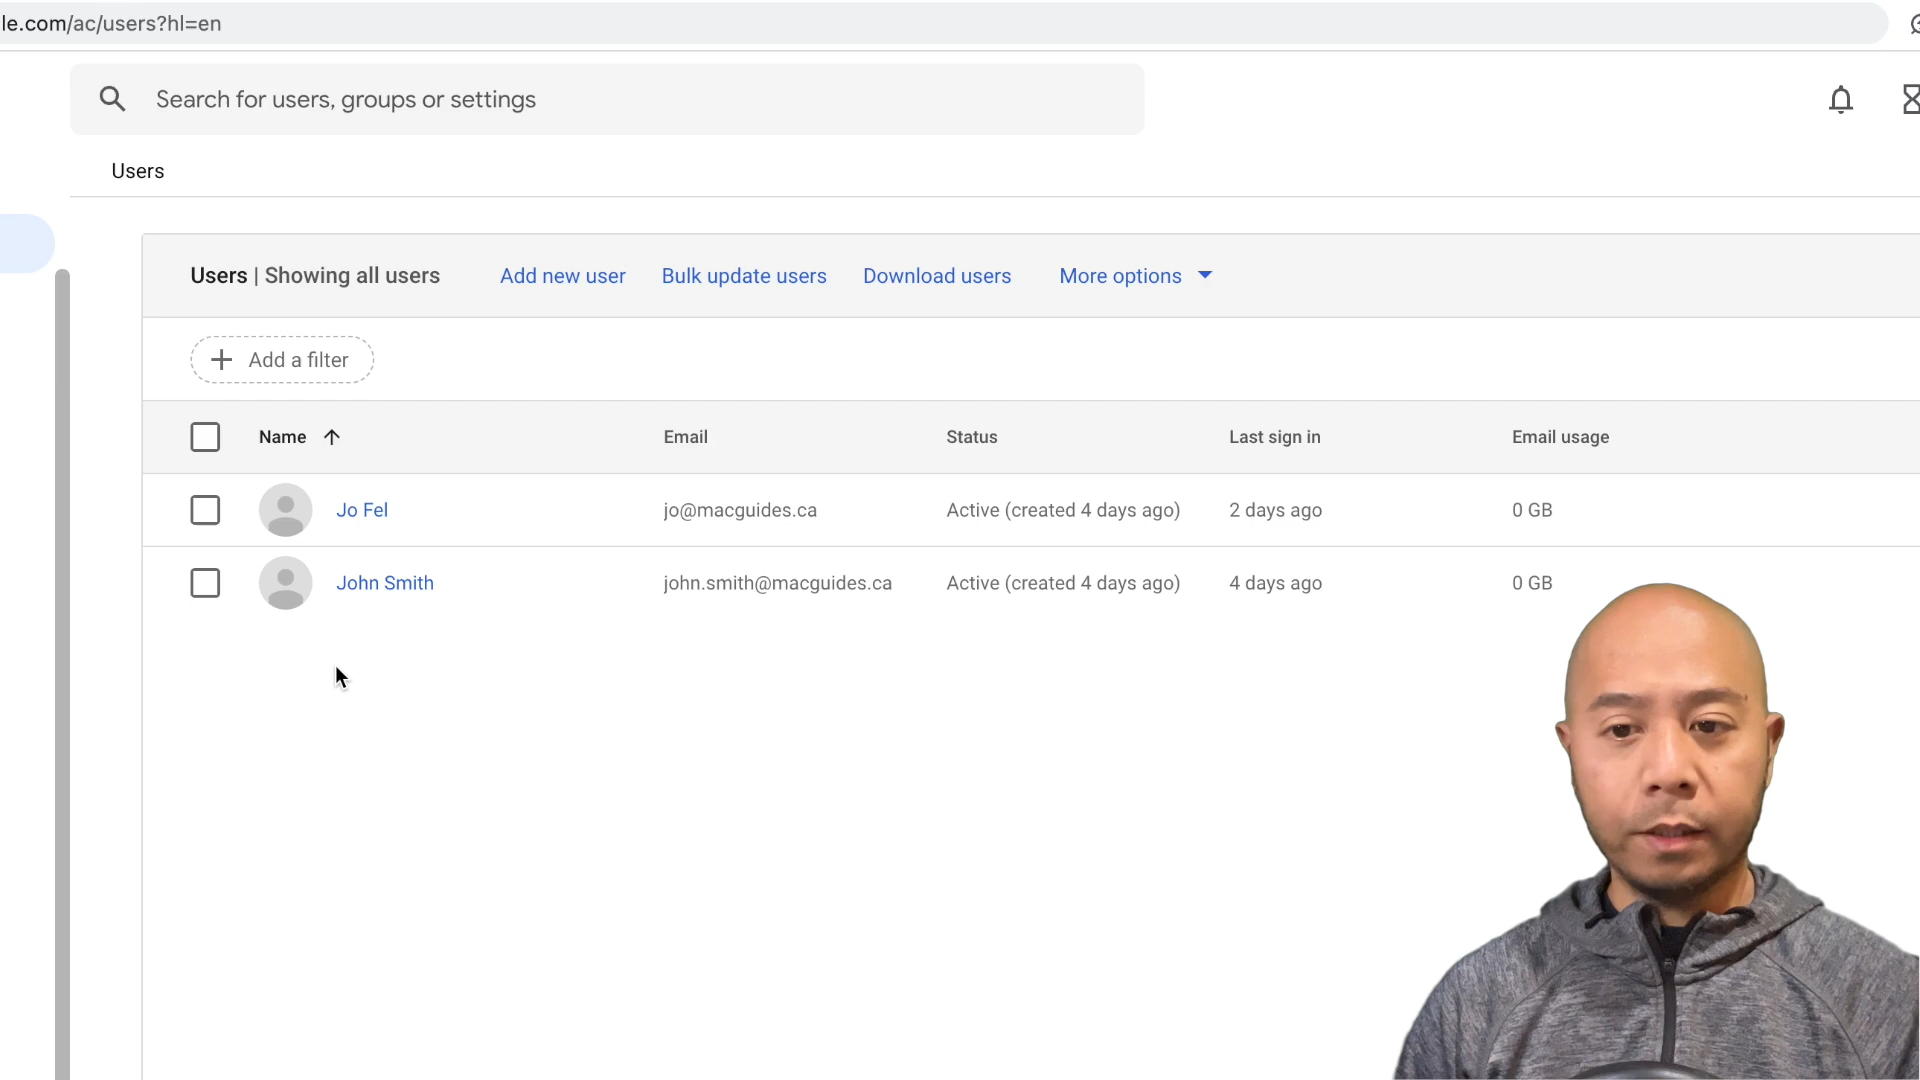 le.com/ac/users?hl=en
Search for users, groups or settings
Users
Users | Showing all users Add new user Bulk update users Download users More options
Add a filter
Name Email Status Last sign in Email usage
Jo Fel jo@macguides.ca Active (created 4 days ago) 2 days ago 0 GB
John Smith john.smith@macguides.ca Active (created 4 days ago) 4 days ago 0 GB